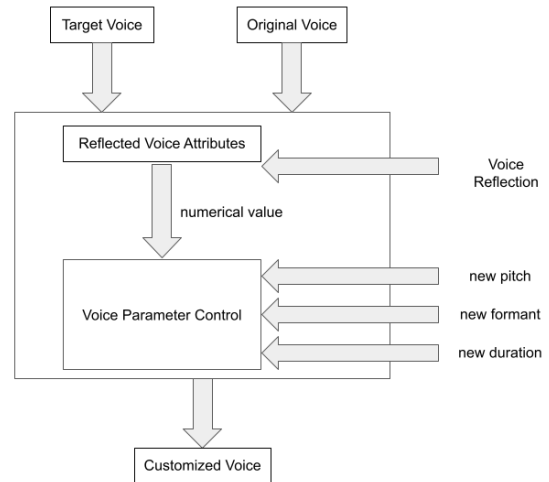 Target Voice
Original Voice
Reflected Voice Attributes
Voice
Reflection
numerical value
Voice Parameter Control
new pitch
new formant
new duration
Customized Voice